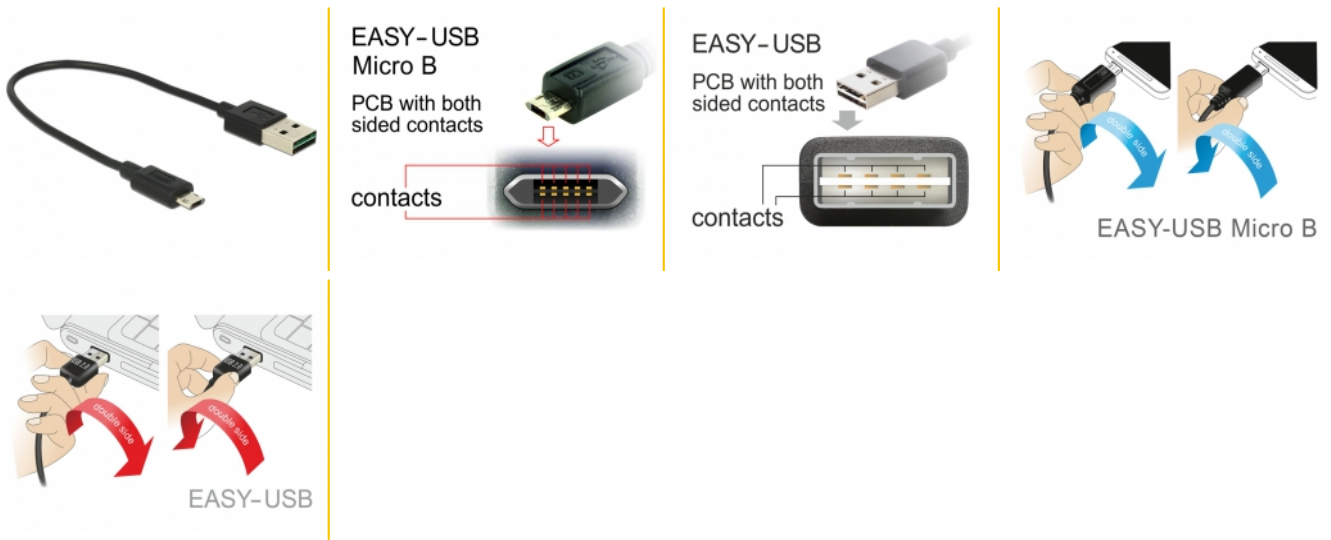 EASY-USB
Micro B
PCB with both
sided contacts
contacts
EASY-USB
PCB with both
sided contacts
contacts
double side
double side
EASY-USB Micro B
double side
double side
EASY-USB